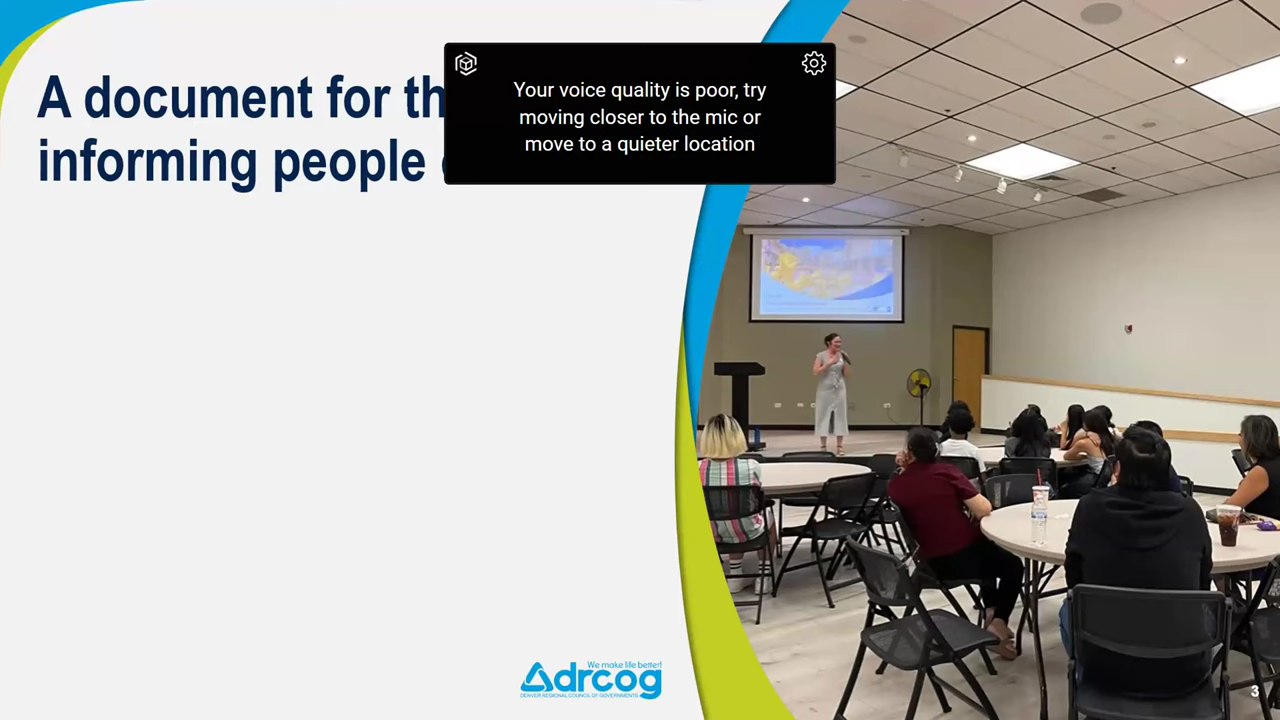 A document for
informing people
Your voice quality is poor, try
moving closer to the mic or
move to a quieter location
We make life better!
drcog
DENVER REGIONAL COUNCIL OF GOVERNMENTS
3